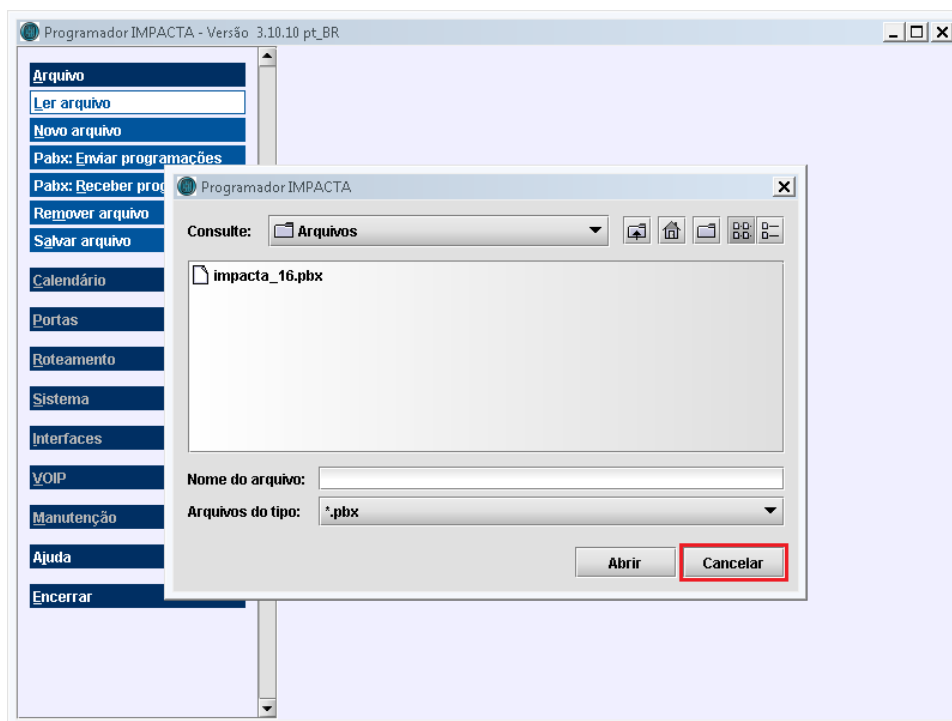 Programador IMPACTA - Versão 3.10.10 pt_BR
Arquivo
Ler arquivo
Novo arquivo
Pabx: Enviar programações
Pabx: Receber prog
Remover arquivo
Salvar arquivo
Calendário
Portas
Roteamento
Sistema
Interfaces
VOIP
Manutenção
Ajuda
Encerrar
Programador IMPACTA
Consulte: Arquivos
impacta_16.pbx
Nome do arquivo:
Arquivos do tipo: *.pbx
Abrir Cancelar